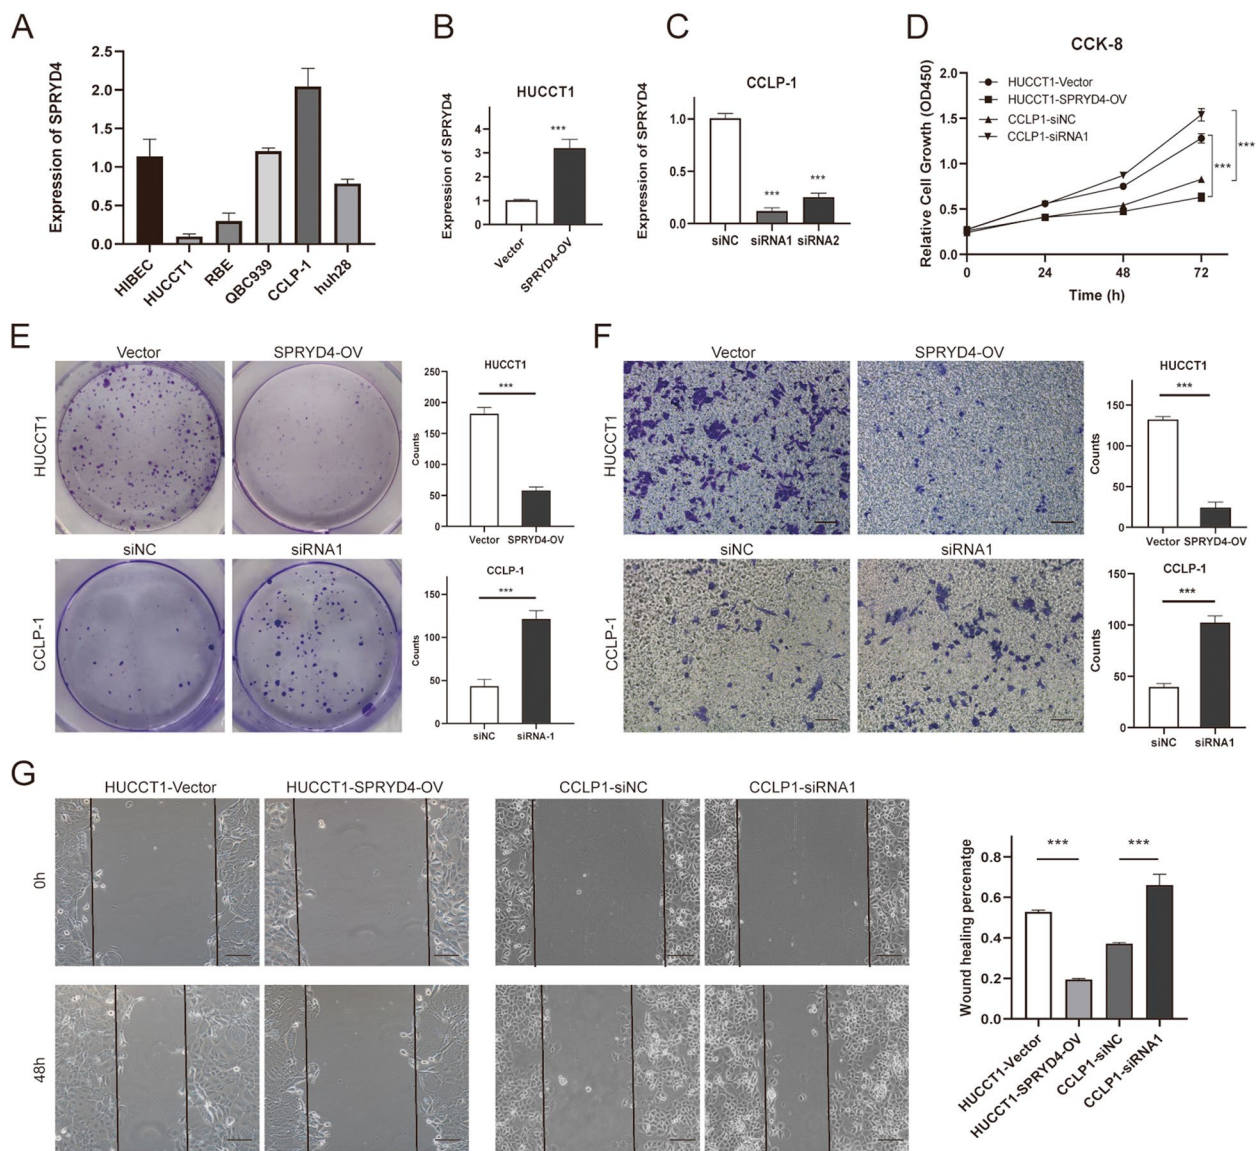 A
Expression of SPRYD4
2.5
2.0
1.5
1.0
0.5
0.0
HIBEC
HUCCT1
RBE
QBC939
CCLP-1
huh28
B
HUCCT1
Expression of SPRYD4
4
3
2
1
0
***
Vector
SPRYD4-OV
C
CCLP-1
Expression of SPRYD4
1.0
0.5
0.0
***
***
siNC
siRNA1
siRNA2
D
CCK-8
Relative Cell Growth (OD450)
2.0
1.5
1.0
0.5
0.0
HUCCT1-Vector
HUCCT1-SPRYD4-OV
CCLP1-siNC
CCLP1-siRNA1
***
***
0
24
48
72
Time (h)
E
Vector
SPRYD4-OV
HUCCT1
HUCCT1
Counts
250
200
150
100
50
0
***
Vector
SPRYD4-OV
siNC
siRNA1
CCLP-1
CCLP-1
Counts
150
100
50
0
***
siNC
siRNA-1
F
Vector
SPRYD4-OV
HUCCT1
HUCCT1
Counts
200
150
100
50
0
***
Vector
SPRYD4-OV
siNC
siRNA1
CCLP-1
CCLP-1
Counts
150
100
50
0
***
siNC
siRNA1
G
HUCCT1-Vector
HUCCT1-SPRYD4-OV
CCLP1-siNC
CCLP1-siRNA1
0h
48h
Wound healing percenatge
0.8
0.6
0.4
0.2
0.0
***
***
HUCCT1-Vector
HUCCT1-SPRYD4-OV
CCLP1-siNC
CCLP1-siRNA1